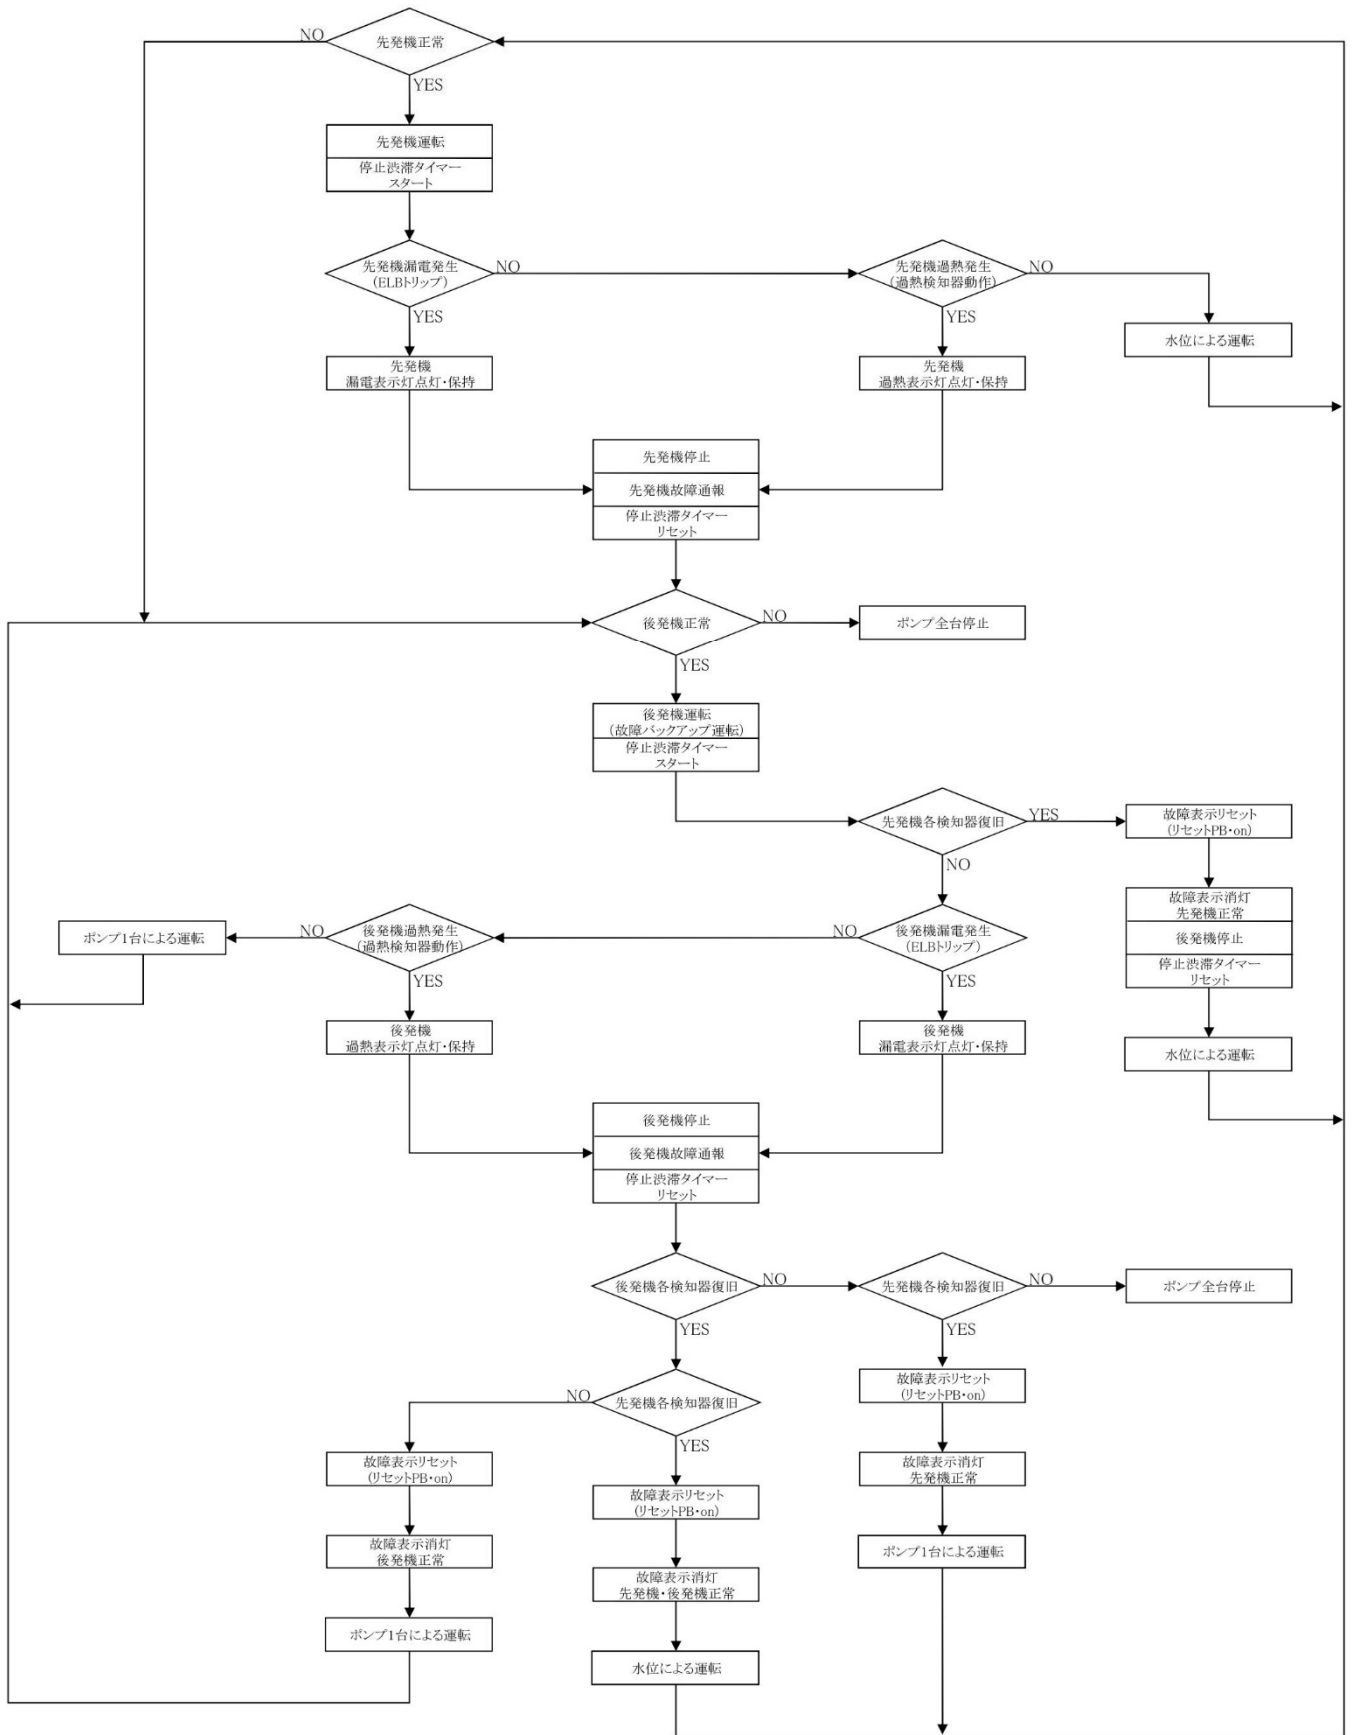 NO
先発機正常
YES
先発機運転
停止渋滞タイマー
スタート
先発機漏電発生
(ELBトリップ)
NO
先発機過熱発生
(過熱検知器動作)
NO
YES
YES
水位による運転
先発機
漏電表示灯点灯・保持
先発機
過熱表示灯点灯・保持
先発機停止
先発機故障通報
停止渋滞タイマー
リセット
後発機正常
NO
ポンプ全台停止
YES
後発機運転
(故障バックアップ運転)
停止渋滞タイマー
スタート
先発機各検知器復旧
YES
故障表示リセット
(リセットPB・on)
NO
故障表示消灯
先発機正常
後発機停止
停止渋滞タイマー
リセット
ポンプ1台による運転
NO
後発機過熱発生
(過熱検知器動作)
NO
後発機漏電発生
(ELBトリップ)
YES
YES
後発機
過熱表示灯点灯・保持
後発機
漏電表示灯点灯・保持
水位による運転
後発機停止
後発機故障通報
停止渋滞タイマー
リセット
後発機各検知器復旧
NO
先発機各検知器復旧
NO
ポンプ全台停止
YES
YES
NO
先発機各検知器復旧
故障表示リセット
(リセットPB・on)
YES
故障表示リセット
(リセットPB・on)
故障表示消灯
先発機正常
故障表示リセット
(リセットPB・on)
故障表示消灯
後発機正常
ポンプ1台による運転
故障表示消灯
先発機・後発機正常
ポンプ1台による運転
水位による運転